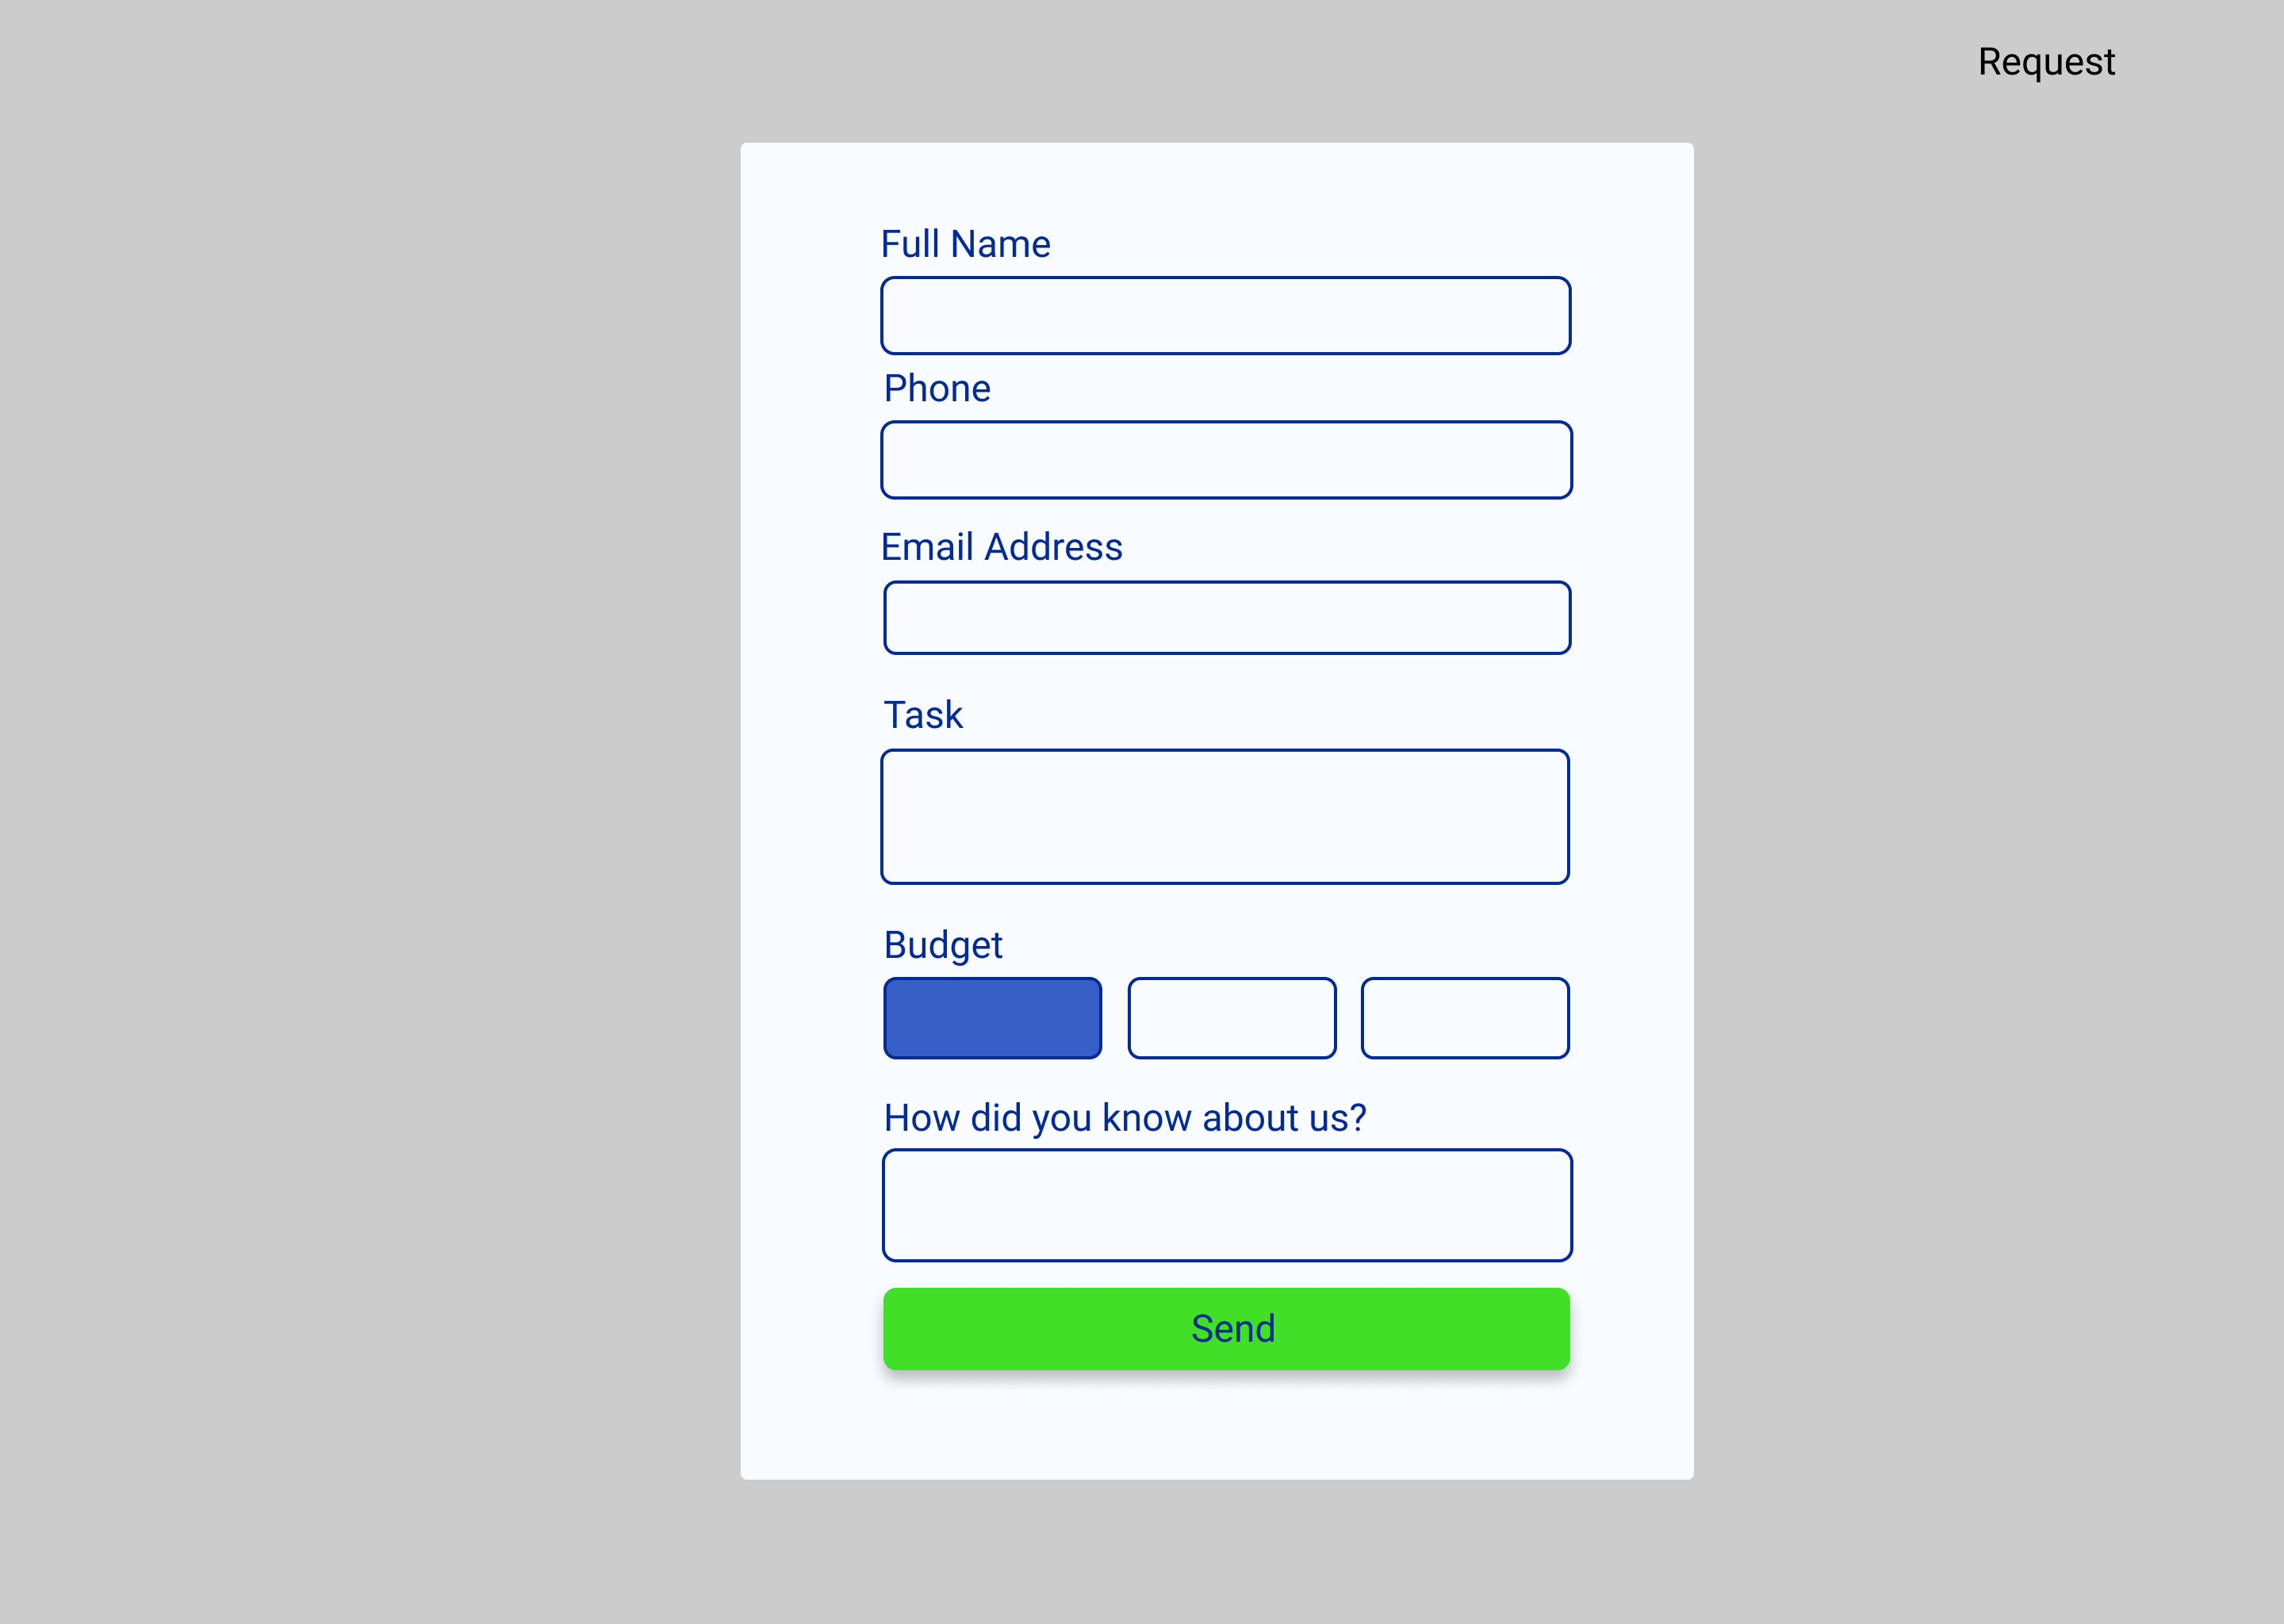 Request
Full Name
Phone
Email Address
Task
Budget
How did you know about us?
Send